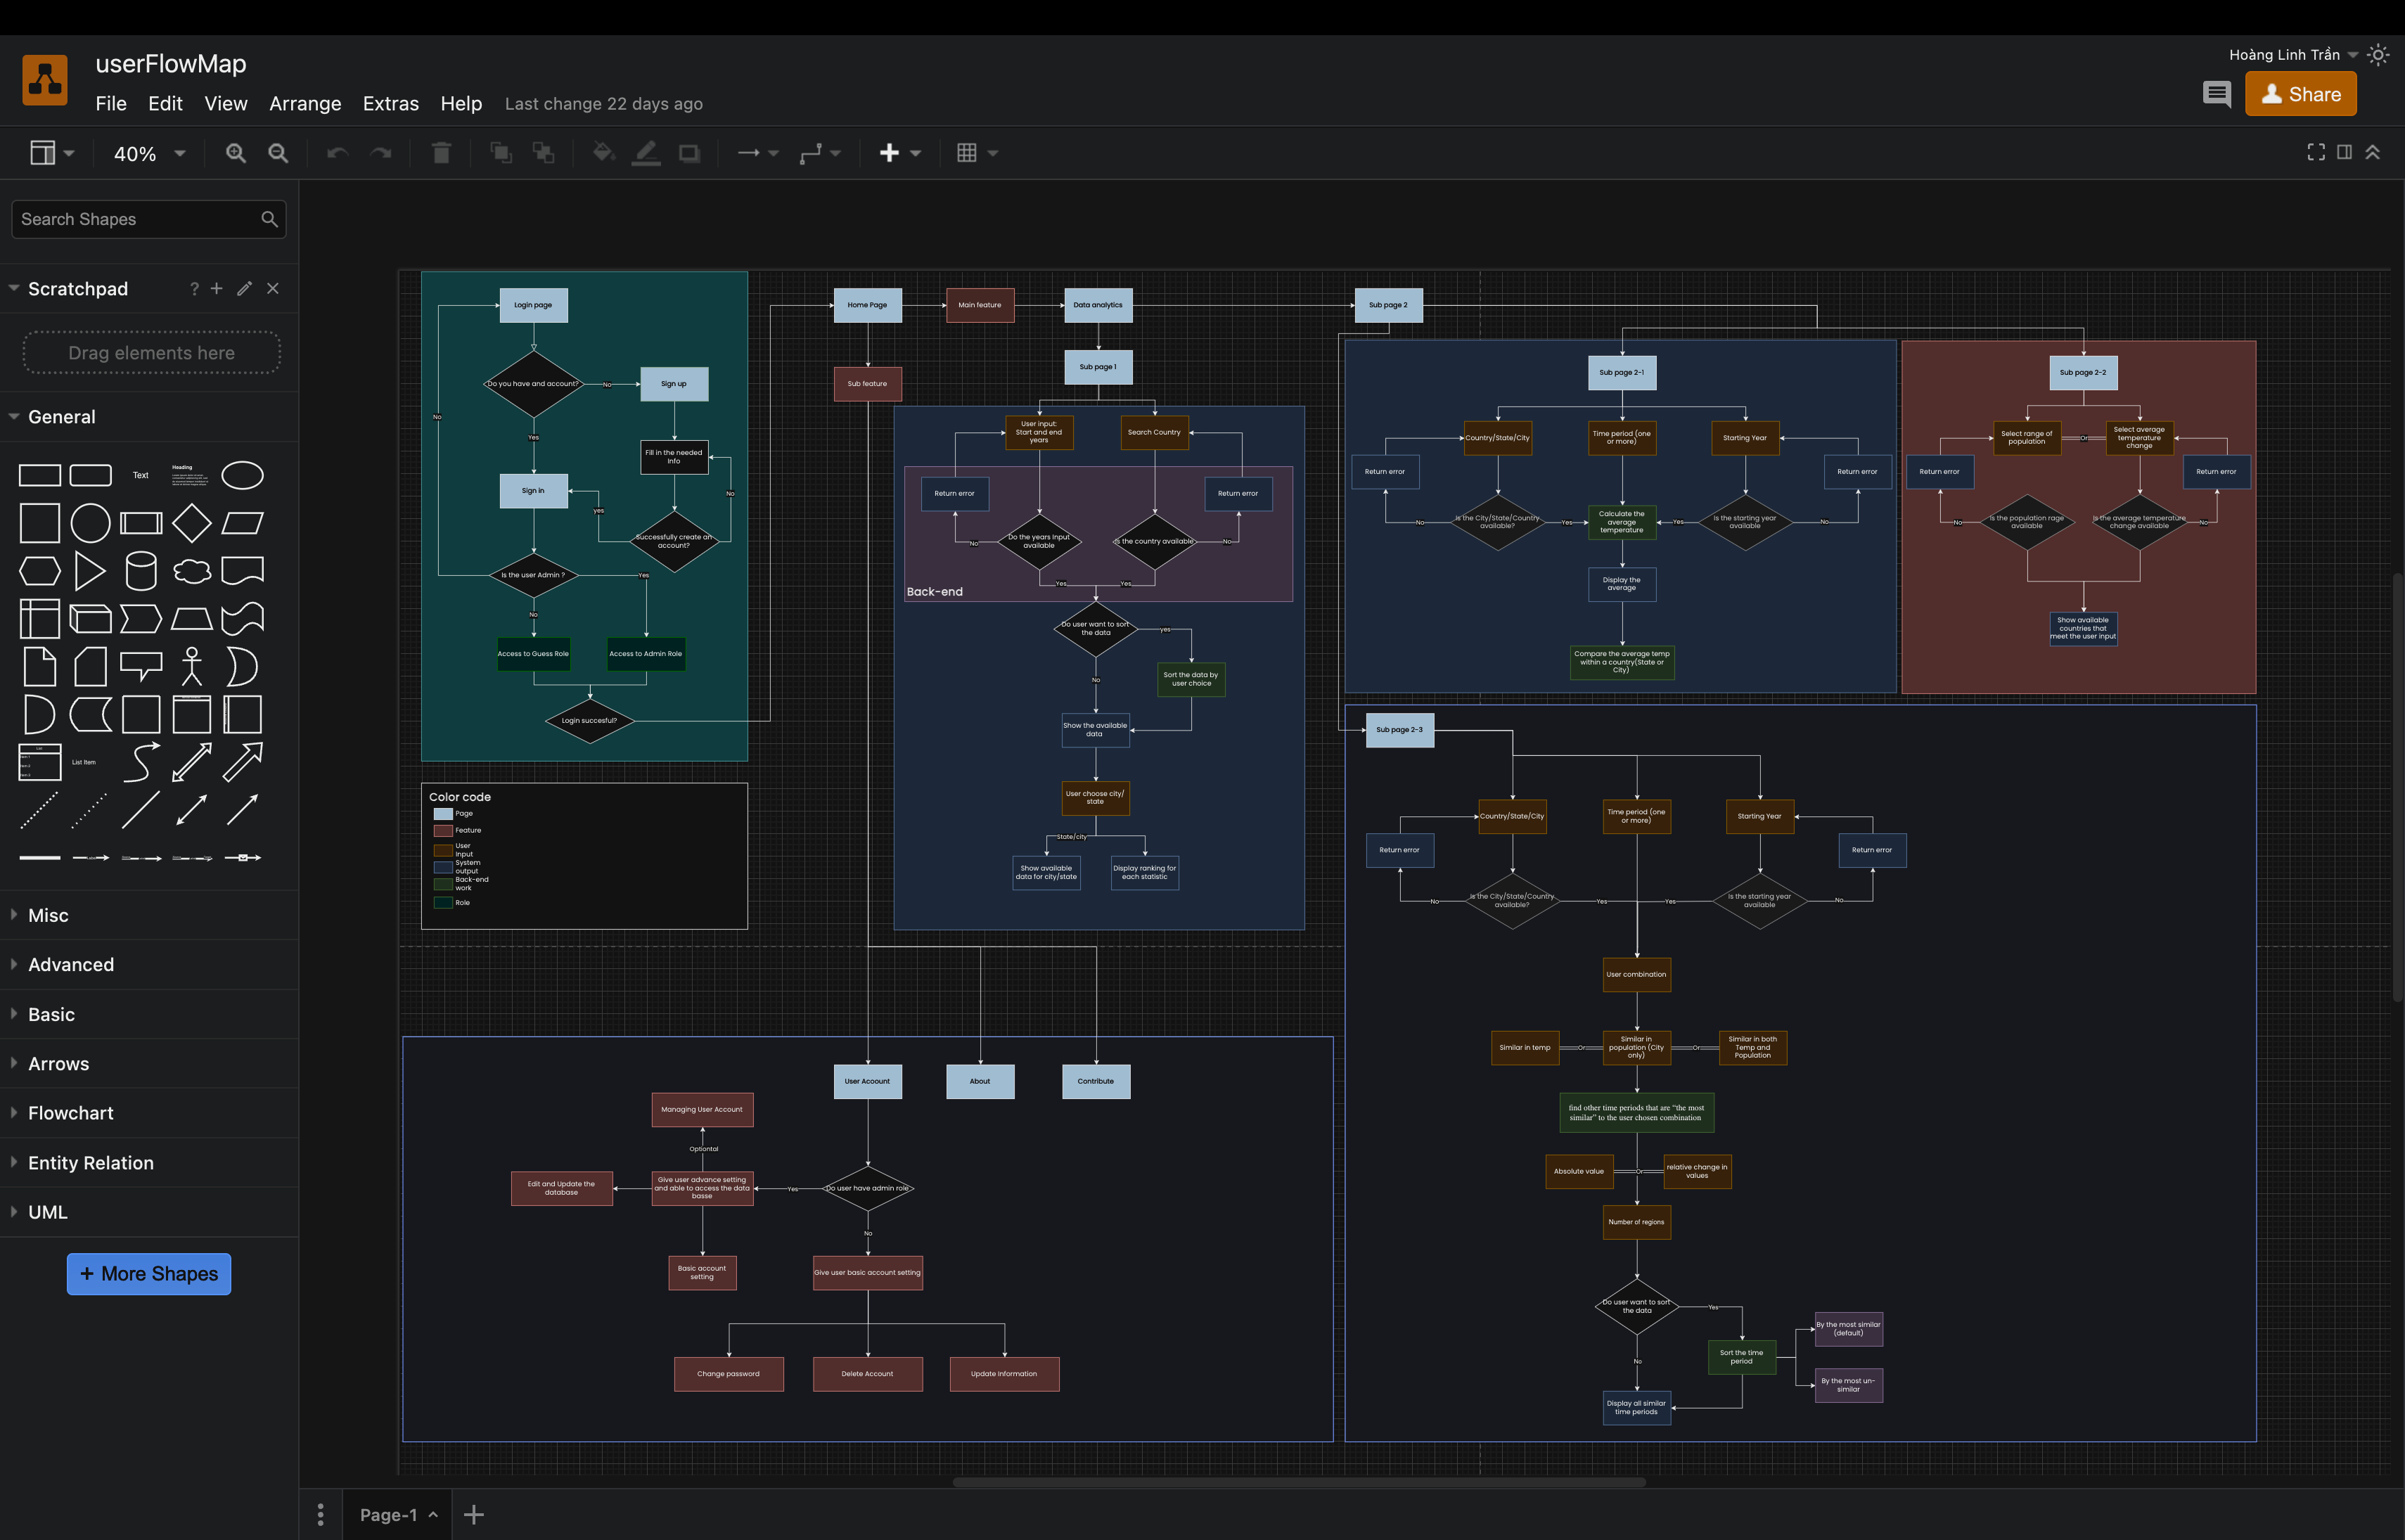 userFlowMap
Hoàng Linh Trần
File Edit View Arrange Extras Help Last change 22 days ago
Share
40%
Search Shapes
Scratchpad
?
Drag elements here
General
Text
Heading
List Item
Misc
Advanced
Basic
Arrows
Flowchart
Entity Relation
UML
+ More Shapes
Login page
Do you have and account?
No
Sign up
No
Yes
Fill in the needed
Info
Sign in
yes
No
Successfully create an
account?
Is the user Admin ?
Yes
No
Access to Guess Role
Access to Admin Role
Login succesful?
Color code
Page
Feature
User
Input
System
output
Back-end
work
Role
Home Page
Main feature
Data analytics
Sub page 2
Sub feature
Sub page 1
User input:
Start and end
years
Search Country
Return error
Return error
Do the years Input
available
Is the country available
No
No
Yes
Yes
Back-end
Do user want to sort
the data
yes
No
Sort the data by
user choice
Show the available
data
User choose city/
state
State/city
Show available
data for city/state
Display ranking for
each statistic
Sub page 2-1
Country/State/City
Time period (one
or more)
Starting Year
Return error
Return error
Is the City/State/Country
available?
Calculate the
average
temperature
Is the starting year
available
No
Yes
Yes
No
Display the
average
Compare the average temp
within a country(State or
City)
Sub page 2-2
Select range of
population
Or
Select average
temperature
change
Return error
Return error
Is the population rage
available
Is the average temperature
change available
No
No
Show available
countries that
meet the user input
Sub page 2-3
Country/State/City
Time period (one
or more)
Starting Year
Return error
Return error
Is the City/State/Country
available?
Is the starting year
available
No
Yes
Yes
No
User combination
Similar in temp
Or
Similar in
population (City
only)
Or
Similar in both
Temp and
Population
find other time periods that are "the most
similar" to the user chosen combination
Absolute value
Or
relative change in
values
Number of regions
Do user want to sort
the data
Yes
No
Sort the time
period
By the most similar
(default)
By the most un-
similar
Display all similar
time periods
User Acount
About
Contribute
Managing User Account
Optiontal
Edit and Update the
database
Give user advance setting
and able to access the data
basse
Yes
Do user have admin role
No
Basic account
setting
Give user basic account setting
Change password
Delete Account
Update Information
Page-1